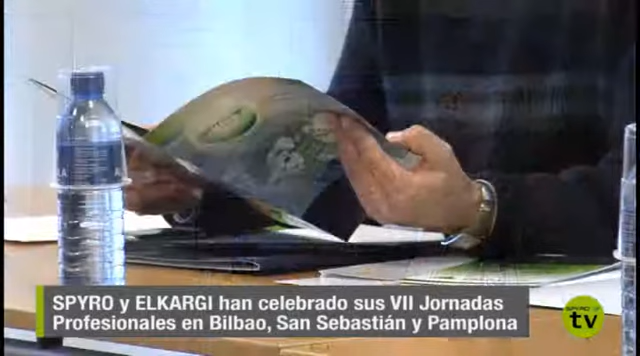 SPYRO y ELKARGI han celebrado sus VII Jornadas
Profesionales en Bilbao, San Sebastián y Pamplona
tv